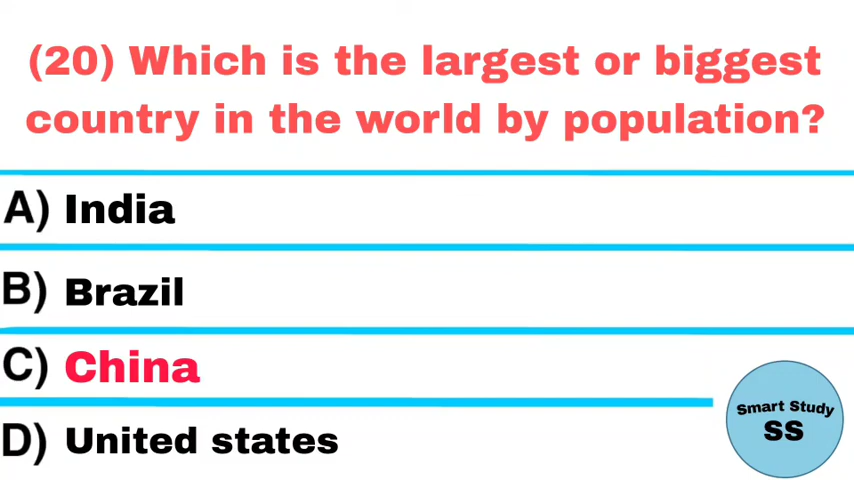 (20) Which is the largest or biggest
country in the world by population?
A) India
B) Brazil
C) China
D) United states
Smart Study
SS